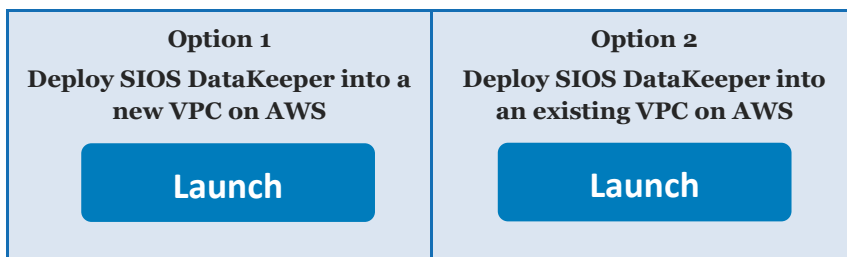 Option 1
Deploy SIOS DataKeeper into a
new VPC on AWS
Launch
Option 2
Deploy SIOS DataKeeper into
an existing VPC on AWS
Launch